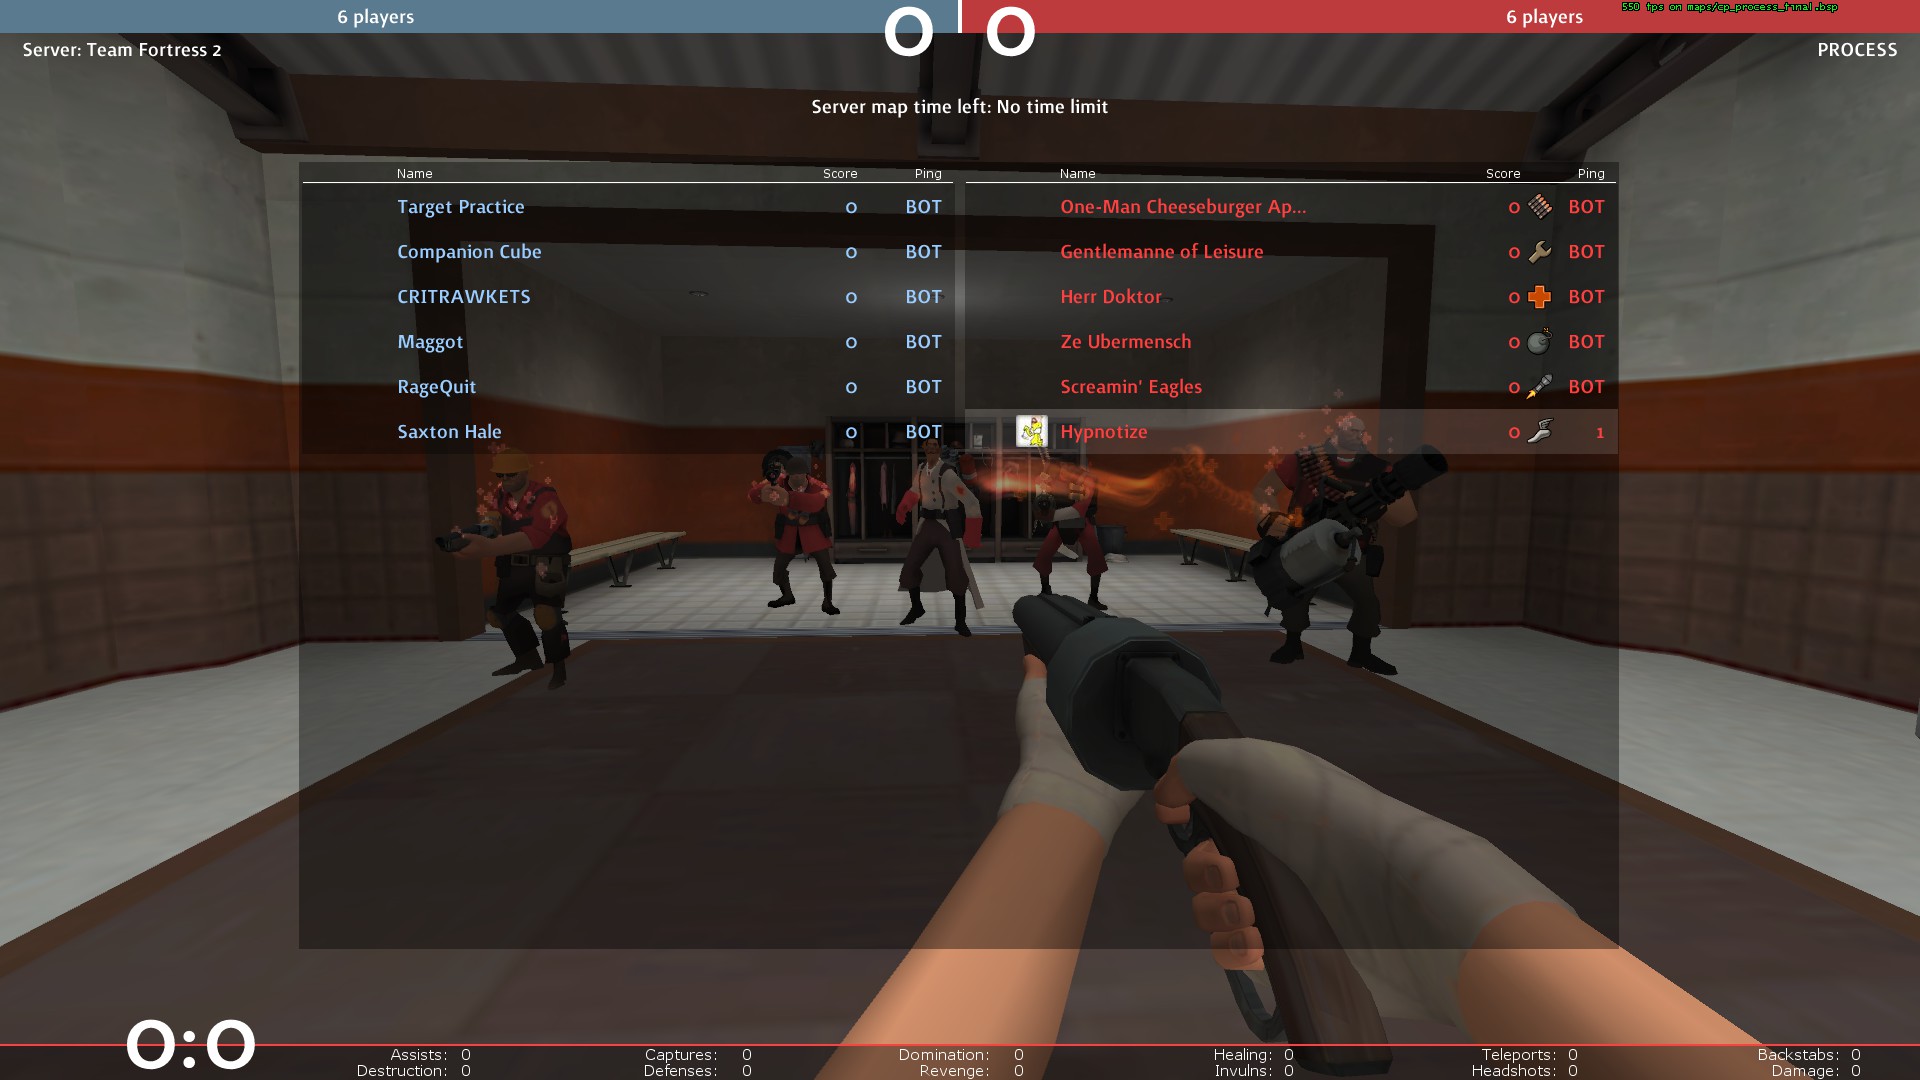 6 players
0 0
6 players
550 fps on maps/cp_process_final.bsp
Server: Team Fortress 2
PROCESS
Server map time left: No time limit
Name Score Ping
Target Practice 0 BOT
Companion Cube 0 BOT
CRITRAWKETS 0 BOT
Maggot 0 BOT
RageQuit 0 BOT
Saxton Hale 0 BOT
Name Score Ping
One-Man Cheeseburger Ap... 0 BOT
Gentlemanne of Leisure 0 BOT
Herr Doktor 0 BOT
Ze Ubermensch 0 BOT
Screamin' Eagles 0 BOT
Hypnotize 0 1
0:0
Assists: 0 Captures: 0 Domination: 0 Healing: 0 Teleports: 0 Backstabs: 0
Destruction: 0 Defenses: 0 Revenge: 0 Invulns: 0 Headshots: 0 Damage: 0